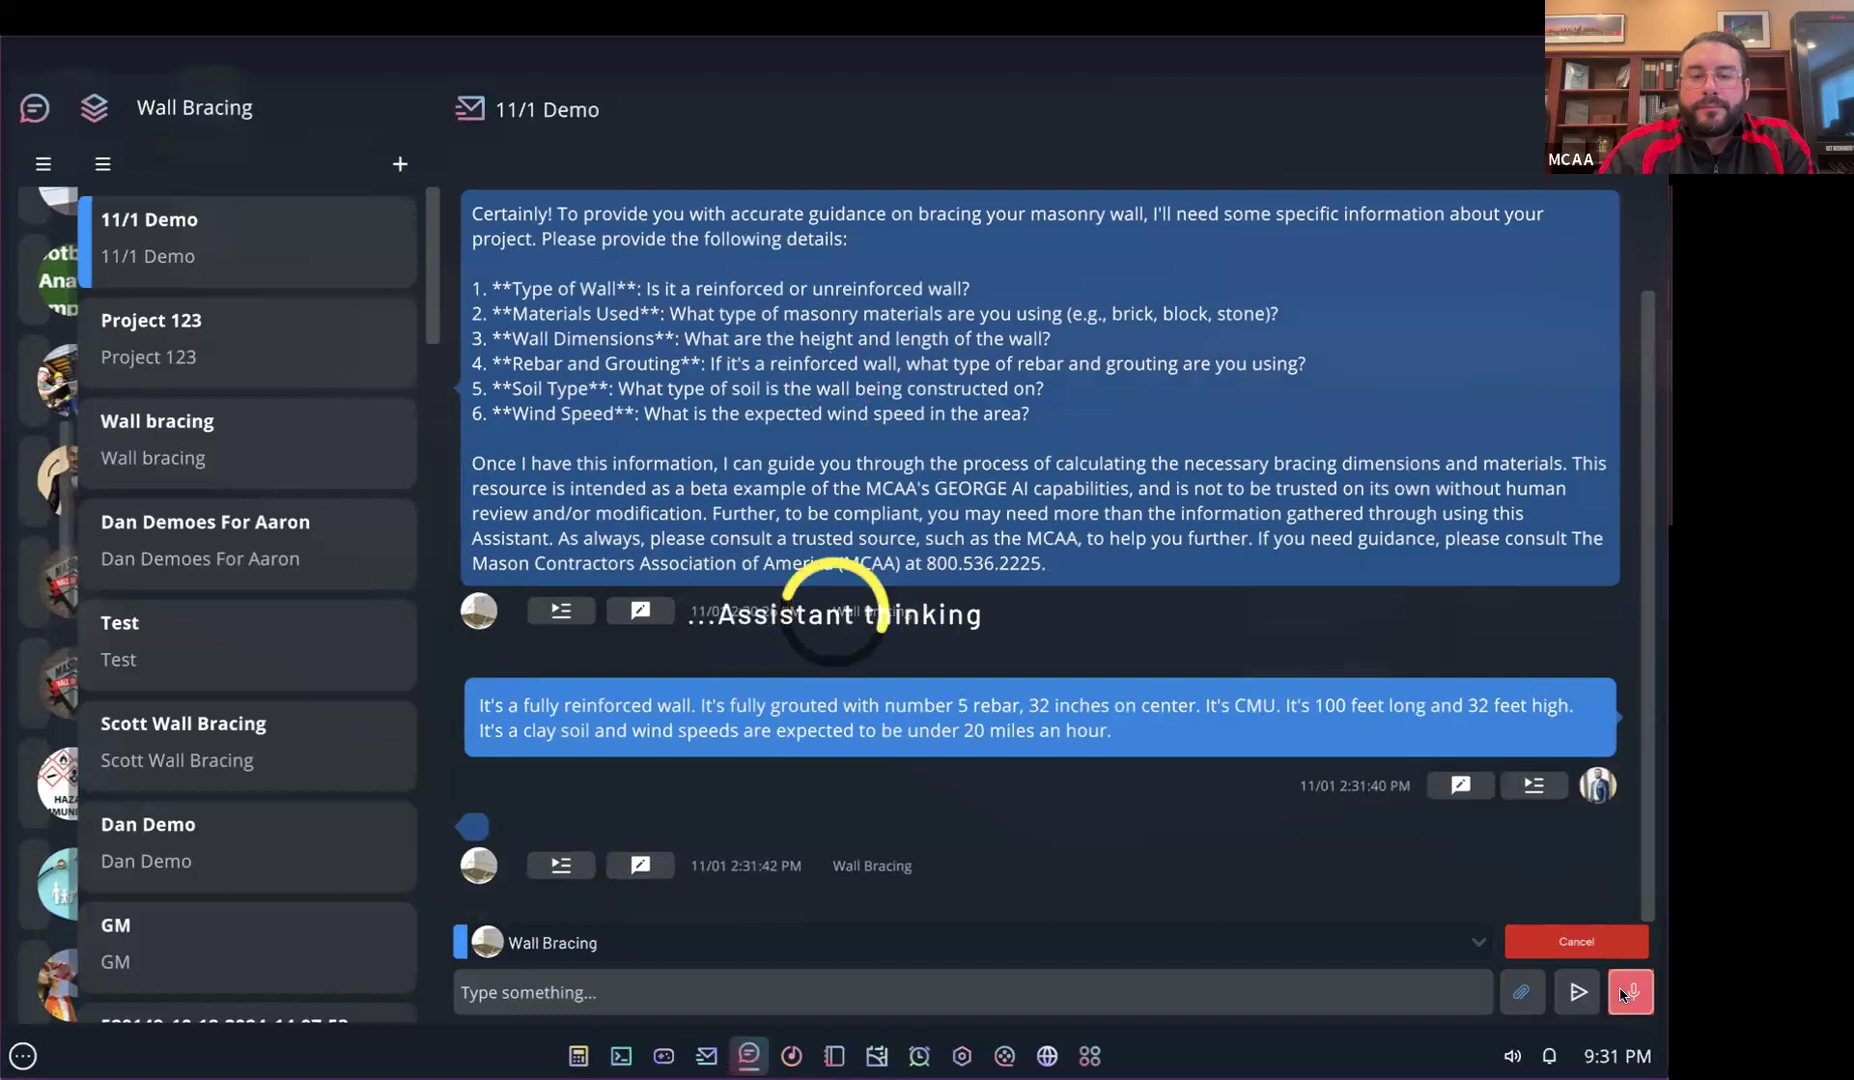 Wall Bracing
11/1 Demo
MCAA
11/1 Demo
11/1 Demo
Project 123
Project 123
Wall bracing
Wall bracing
Dan Demoes For Aaron
Dan Demoes For Aaron
Test
Test
Scott Wall Bracing
Scott Wall Bracing
Dan Demo
Dan Demo
GM
GM
Certainly! To provide you with accurate guidance on bracing your masonry wall, I'll need some specific information about your
project. Please provide the following details:
1. **Type of Wall**: Is it a reinforced or unreinforced wall?
2. **Materials Used**: What type of masonry materials are you using (e.g., brick, block, stone)?
3. **Wall Dimensions**: What are the height and length of the wall?
4. **Rebar and Grouting**: If it's a reinforced wall, what type of rebar and grouting are you using?
5. **Soil Type**: What type of soil is the wall being constructed on?
6. **Wind Speed**: What is the expected wind speed in the area?
Once I have this information, I can guide you through the process of calculating the necessary bracing dimensions and materials. This
resource is intended as a beta example of the MCAA's GEORGE AI capabilities, and is not to be trusted on its own without human
review and/or modification. Further, to be compliant, you may need more than the information gathered through using this
Assistant. As always, please consult a trusted source, such as the MCAA, to help you further. If you need guidance, please consult The
Mason Contractors Association of America (MCAA) at 800.536.2225.
...Assistant thinking
It's a fully reinforced wall. It's fully grouted with number 5 rebar, 32 inches on center. It's CMU. It's 100 feet long and 32 feet high.
It's a clay soil and wind speeds are expected to be under 20 miles an hour.
11/01 2:31:40 PM
11/01 2:31:42 PM Wall Bracing
Wall Bracing
Cancel
Type something...
9:31 PM